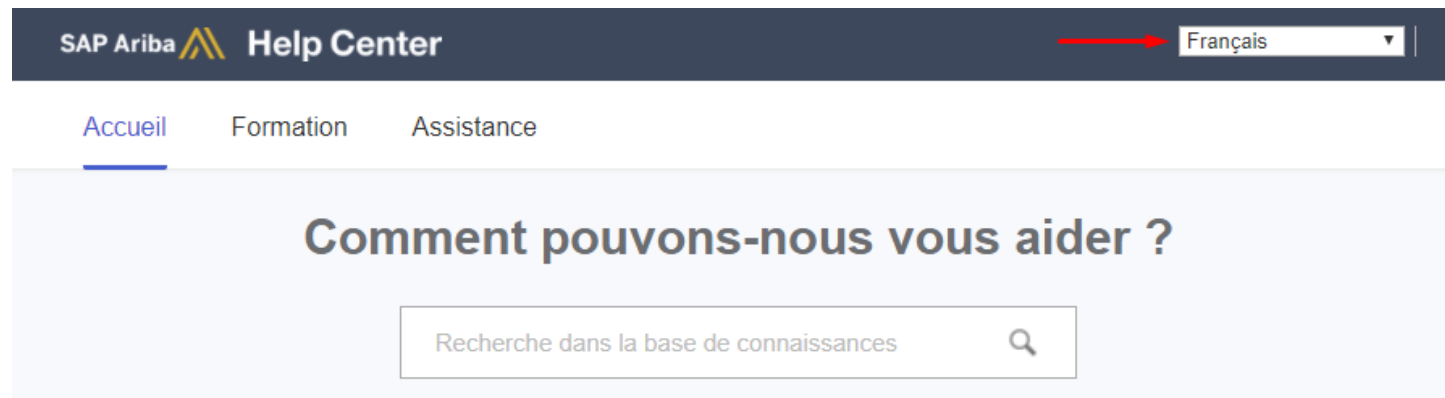 SAP Ariba Help Center Français
Accueil Formation Assistance
Comment pouvons-nous vous aider ?
Recherche dans la base de connaissances